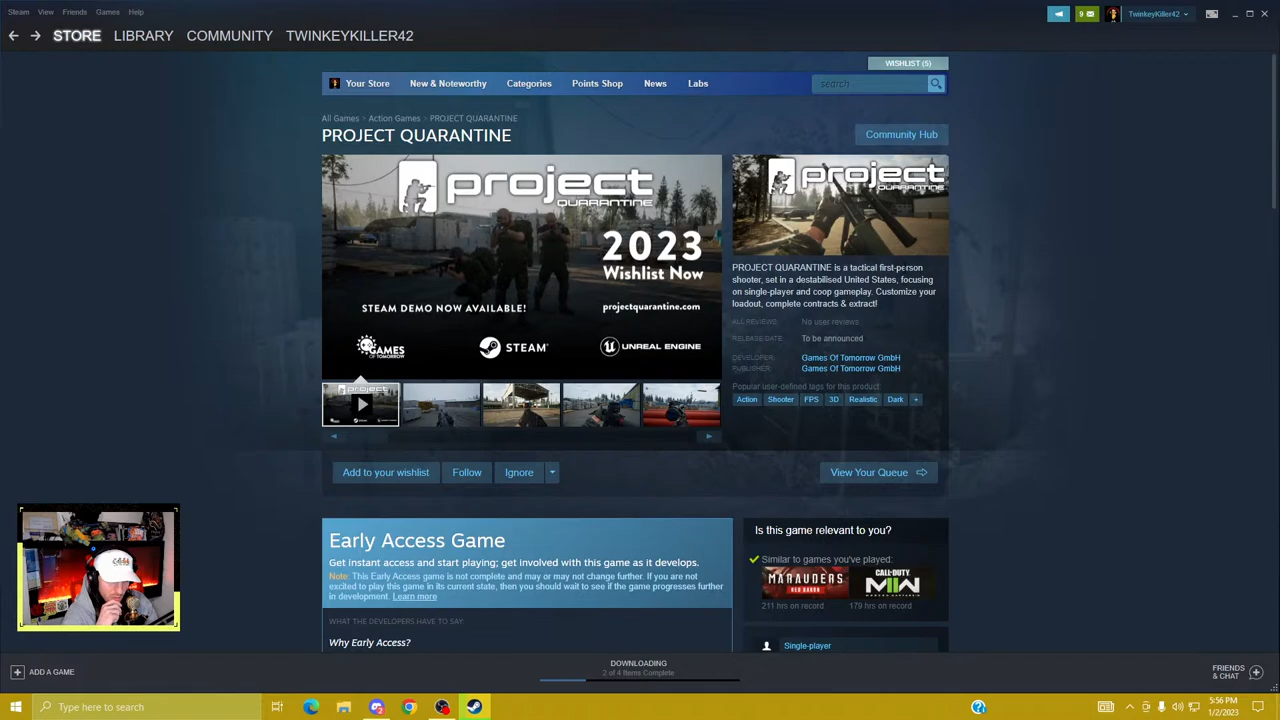 Steam View Friends Games Help
9
TwinkeyKiller42
STORE LIBRARY COMMUNITY TWINKEYKILLER42
WISHLIST (5)
Your Store New & Noteworthy Categories Points Shop News Labs
search
All Games > Action Games > PROJECT QUARANTINE
PROJECT QUARANTINE
Community Hub
project
QUARANTINE
2023
Wishlist Now
STEAM DEMO NOW AVAILABLE!
projectquarantine.com
GAMES
OF TOMORROW
STEAM
UNREAL ENGINE
project
QUARANTINE
PROJECT QUARANTINE is a tactical first-person
shooter, set in a destabilised United States, focusing
on single-player and coop gameplay. Customize your
loadout, complete contracts & extract!
ALL REVIEWS: No user reviews
RELEASE DATE: To be announced
DEVELOPER: Games Of Tomorrow GmbH
PUBLISHER: Games Of Tomorrow GmbH
Popular user-defined tags for this product:
Action Shooter FPS 3D Realistic Dark +
project
Add to your wishlist Follow Ignore
View Your Queue
Early Access Game
Get instant access and start playing; get involved with this game as it develops.
Note: This Early Access game is not complete and may or may not change further. If you are
not excited to play this game in its current state, then you should wait to see if the game progresses further
in development. Learn more
WHAT THE DEVELOPERS HAVE TO SAY:
Why Early Access?
Is this game relevant to you?
Similar to games you've played:
MARAUDERS
CALL OF DUTY
MWII
211 hrs on record
179 hrs on record
Single-player
ADD A GAME
DOWNLOADING
2 of 4 Items Complete
FRIENDS
& CHAT
Type here to search
5:56 PM
1/2/2023